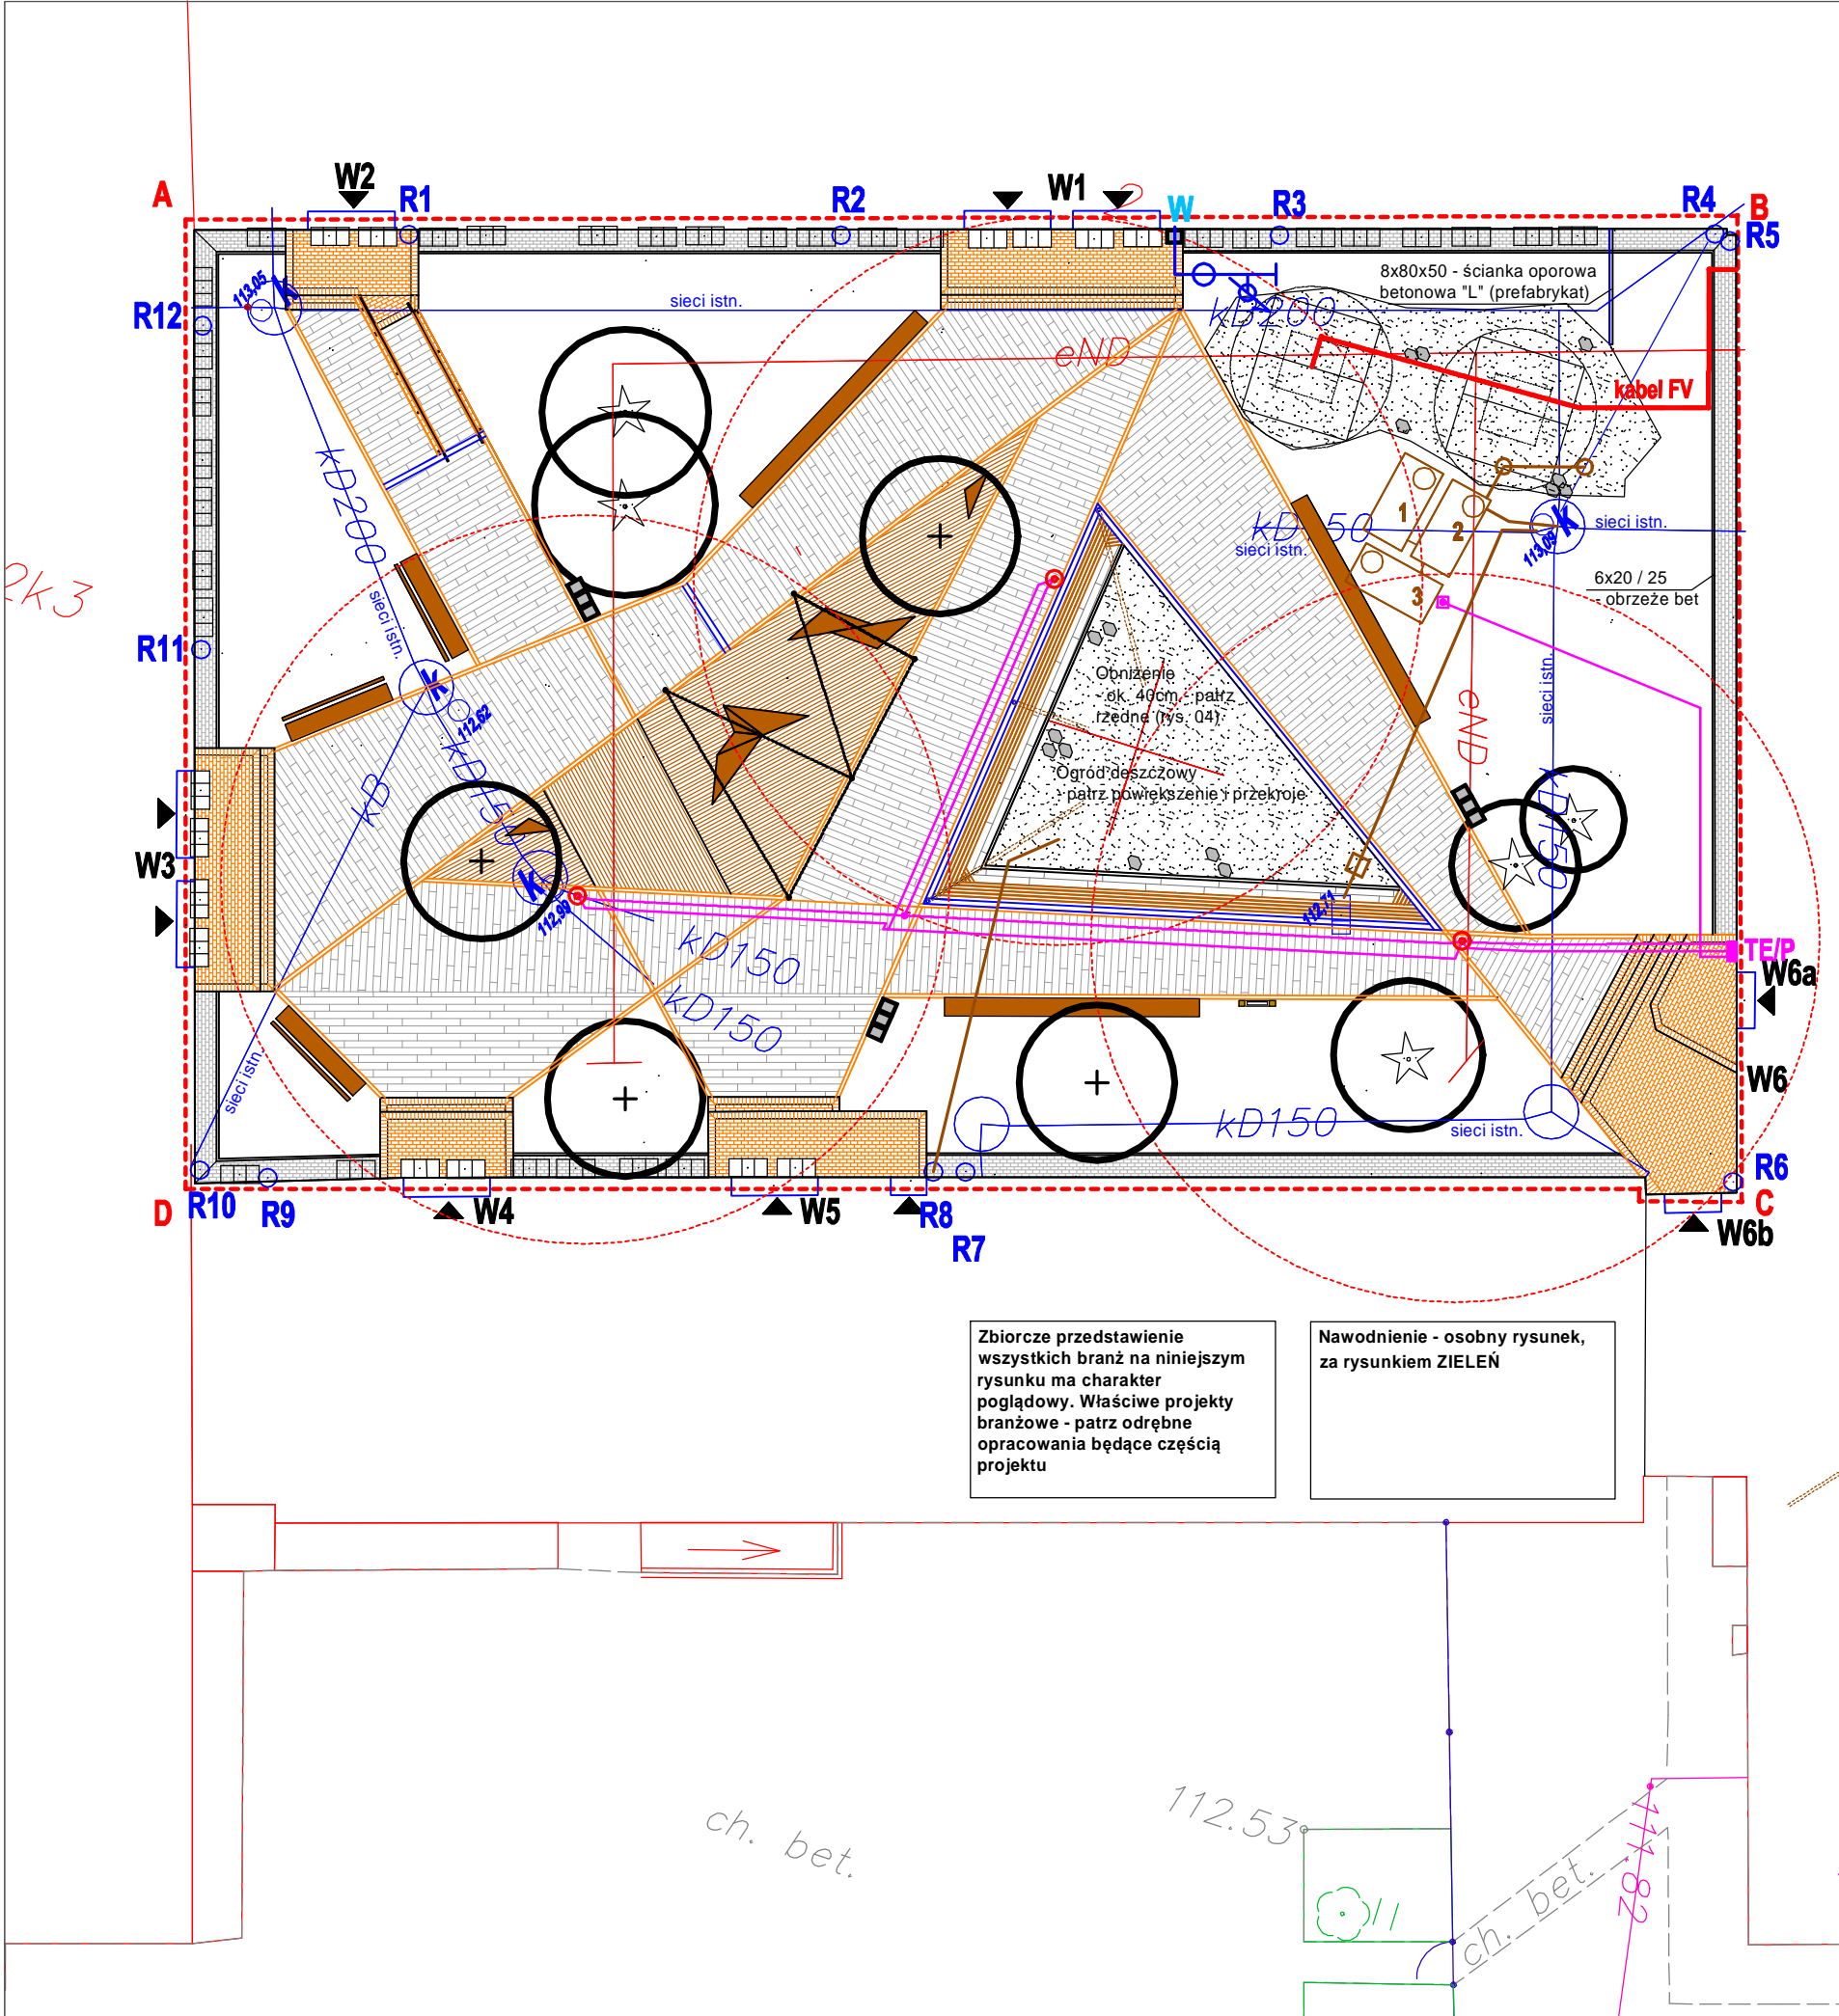 A
W2
R1
R2
W1
W
R3
R4
B
R5
113,05
k
R12
sieci istn.
8x80x50 - ścianka oporowa
betonowa "L" (prefabrykat)
kD200
eND
kabel FV
kD200
1
2
3
kD150
sieci istn.
k
113,09
sieci istn.
6x20 / 25
- obrzeże bet
2k3
sieci istn.
R11
k
112,62
Obniżenie
- ok. 40cm - patrz
rzędne (rys. 04)
sieci istn.
eND
kD
kD150
Ogród deszczowy
- patrz powiększenie i przekroje
kD150
W3
k
112,99
112,71
kD150
kD150
TE/P
W6a
sieci istn.
W6
kD150
sieci istn.
R6
D
R10
R9
W4
W5
R8
R7
C
W6b
Zbiorcze przedstawienie
wszystkich branż na niniejszym
rysunku ma charakter
poglądowy. Właściwe projekty
branżowe - patrz odrębne
opracowania będące częścią
projektu
Nawodnienie - osobny rysunek,
za rysunkiem ZIELEŃ
ch. bet.
112.53
111.82
ch. bet.